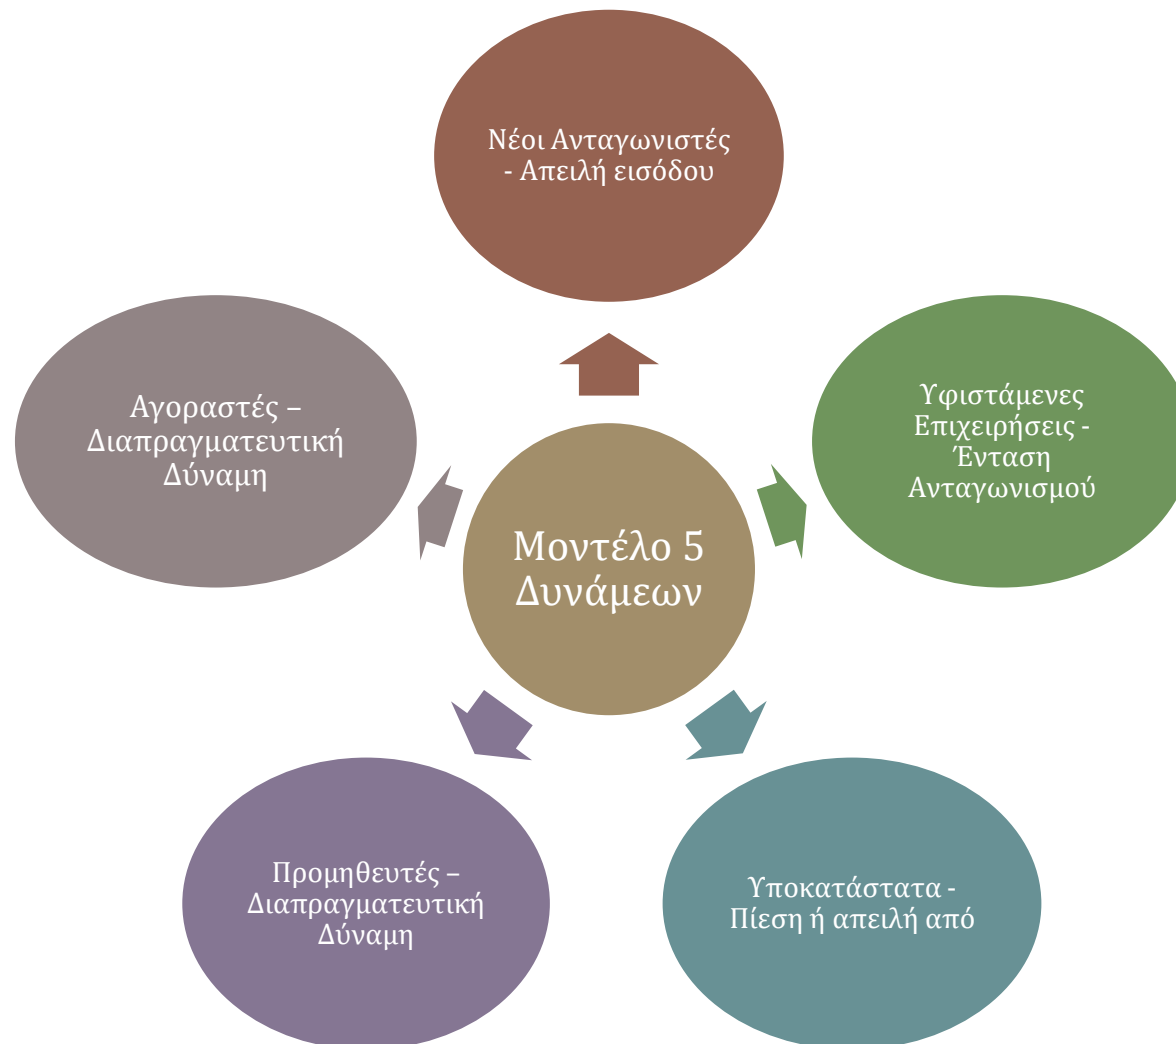 Νέοι Ανταγωνιστές
- Απειλή εισόδου
Υφιστάμενες
Επιχειρήσεις -
Ένταση
Ανταγωνισμού
Υποκατάστατα -
Πίεση ή απειλή από
Προμηθευτές –
Διαπραγματευτική
Δύναμη
Αγοραστές –
Διαπραγματευτική
Δύναμη
Μοντέλο 5
Δυνάμεων